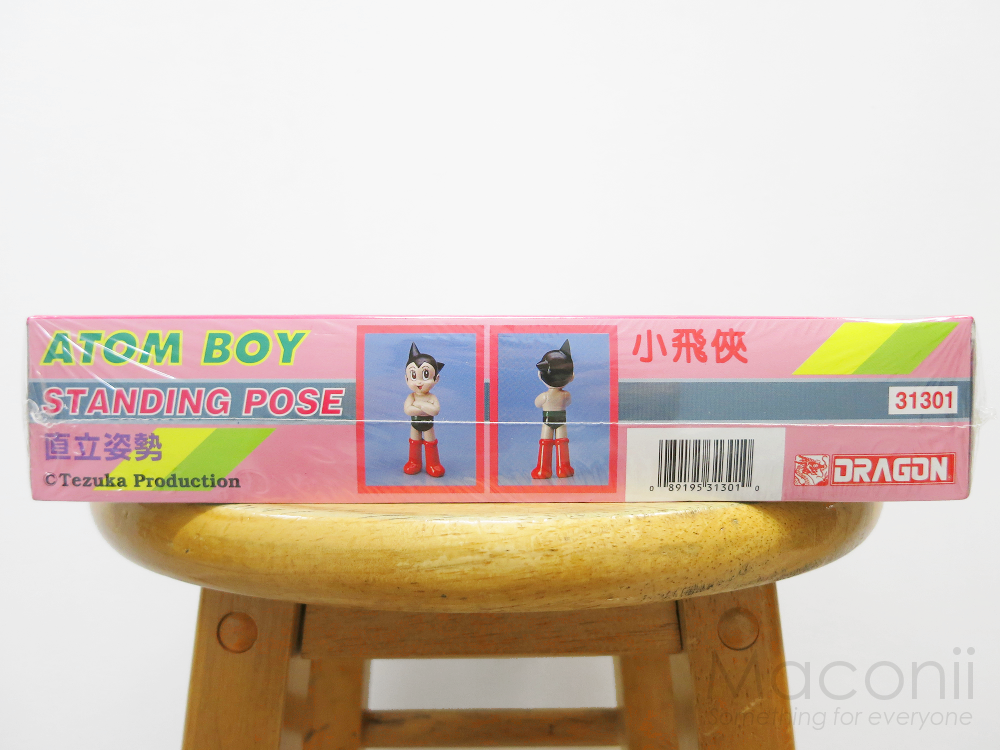 ATOM BOY
STANDING POSE
直立姿勢
©Tezuka Production
小飛俠
31301
0 89195 31301 0
DRAGON
Maconii
Something for everyone